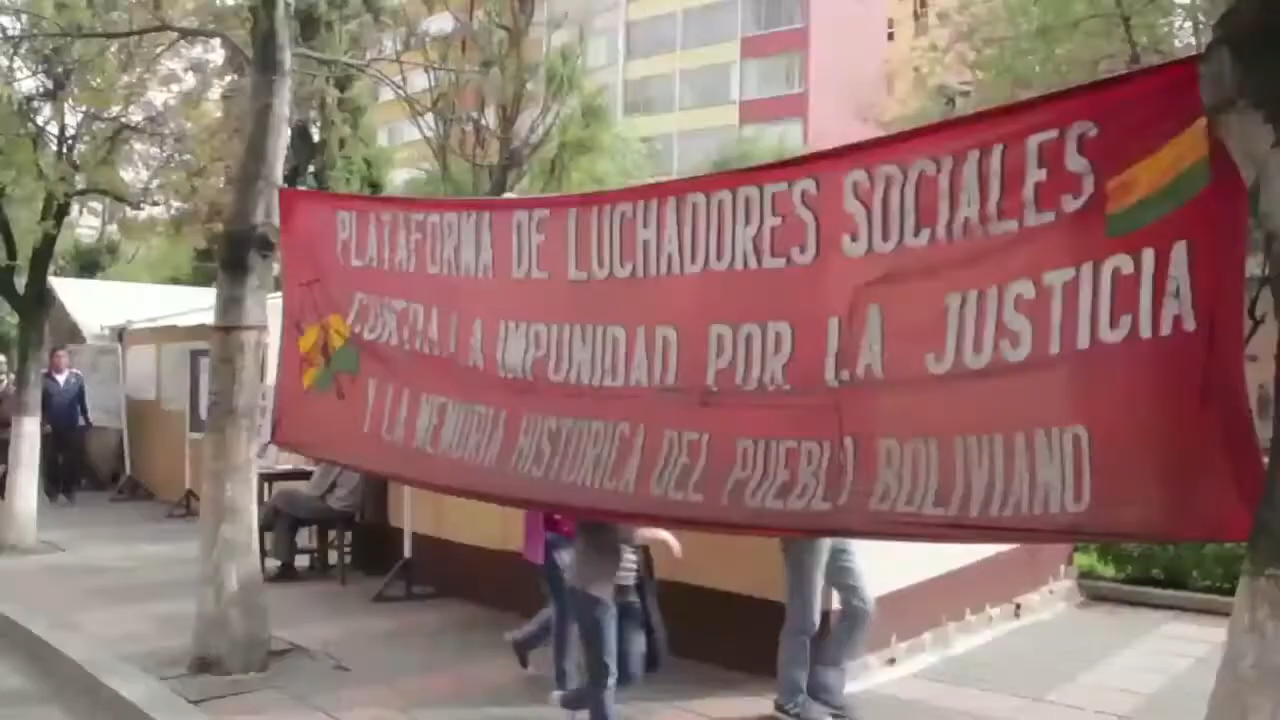 PLATAFORMA DE LUCHADORES SOCIALES
CONTRA LA IMPUNIDAD POR LA JUSTICIA
Y LA MEMORIA HISTORICA DEL PUEBLO BOLIVIANO